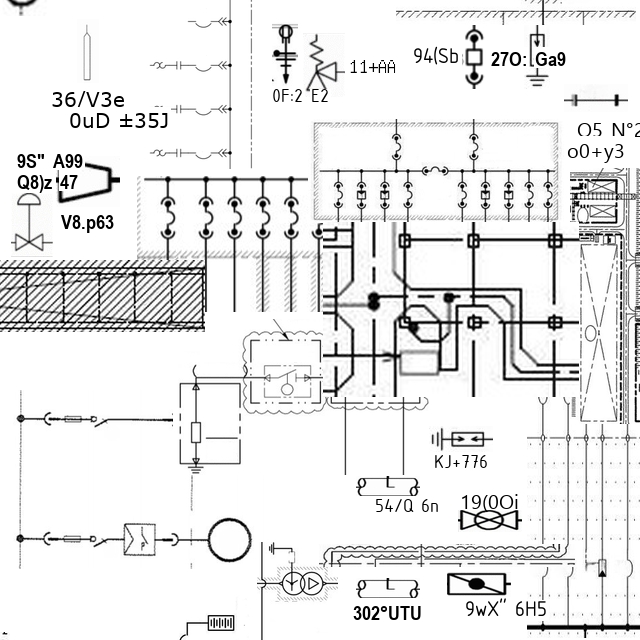 94(Sb
27O:_Ga9
11+AA
0F:2 E2
36/V3e
0uD ±35J
O5 N°2
o0+y3
9S" A99
Q8)z 47
V8.p63
KJ+776
54/Q 6n
19(0Oi
302°UTU
9wX" 6H5